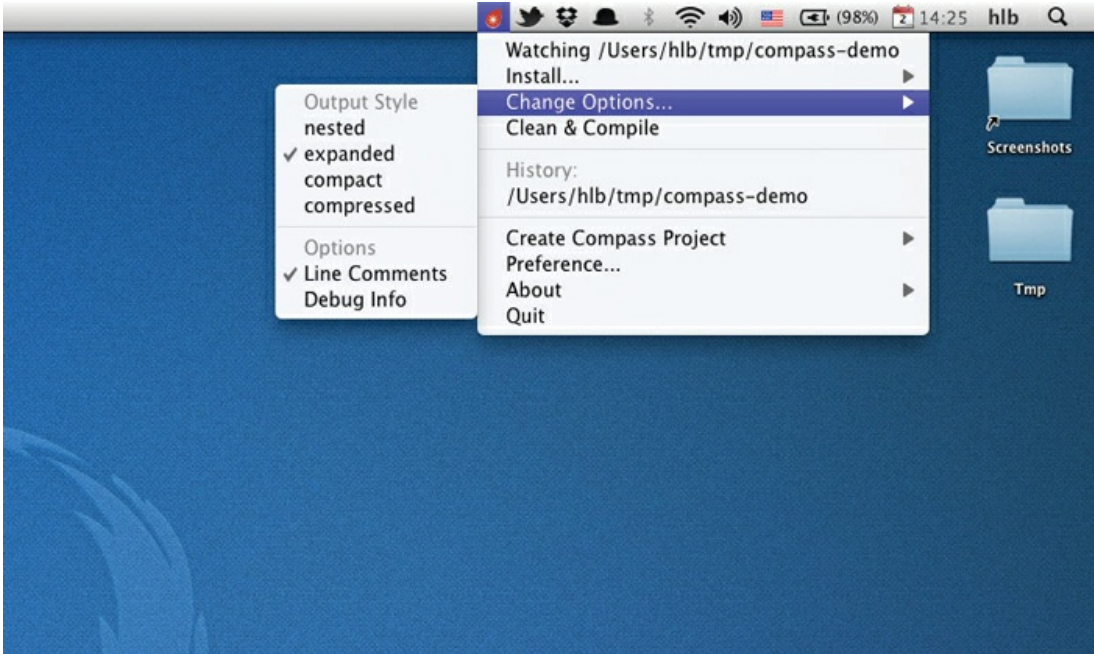 (98%) 2 14:25 hlb
Watching /Users/hlb/tmp/compass-demo
Install...
Change Options...
Clean & Compile
History:
/Users/hlb/tmp/compass-demo
Create Compass Project
Preference...
About
Quit
Output Style
nested
✓ expanded
compact
compressed
Options
✓ Line Comments
Debug Info
Screenshots
Tmp